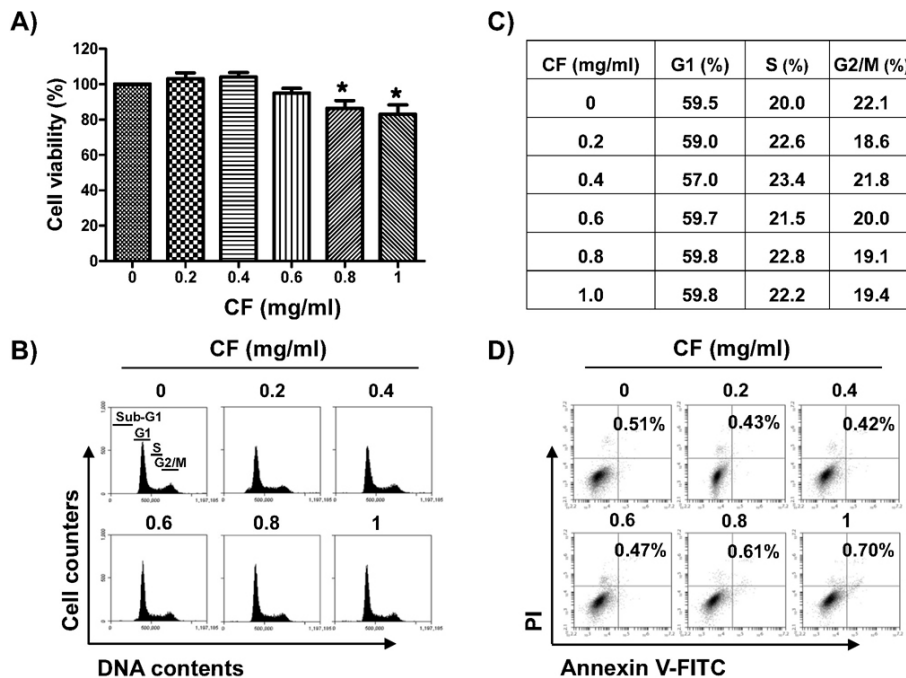 A)
120
100
80
60
40
20
0
Cell viability (%)
* *
0 0.2 0.4 0.6 0.8 1
CF (mg/ml)
C)
CF (mg/ml) G1 (%) S (%) G2/M (%)
0 59.5 20.0 22.1
0.2 59.0 22.6 18.6
0.4 57.0 23.4 21.8
0.6 59.7 21.5 20.0
0.8 59.8 22.8 19.1
1.0 59.8 22.2 19.4
B)
CF (mg/ml)
0 0.2 0.4
Sub-G1
G1
S
G2/M
0.6 0.8 1
Cell counters
DNA contents
D)
CF (mg/ml)
0 0.2 0.4
0.51% 0.43% 0.42%
0.6 0.8 1
0.47% 0.61% 0.70%
PI
Annexin V-FITC